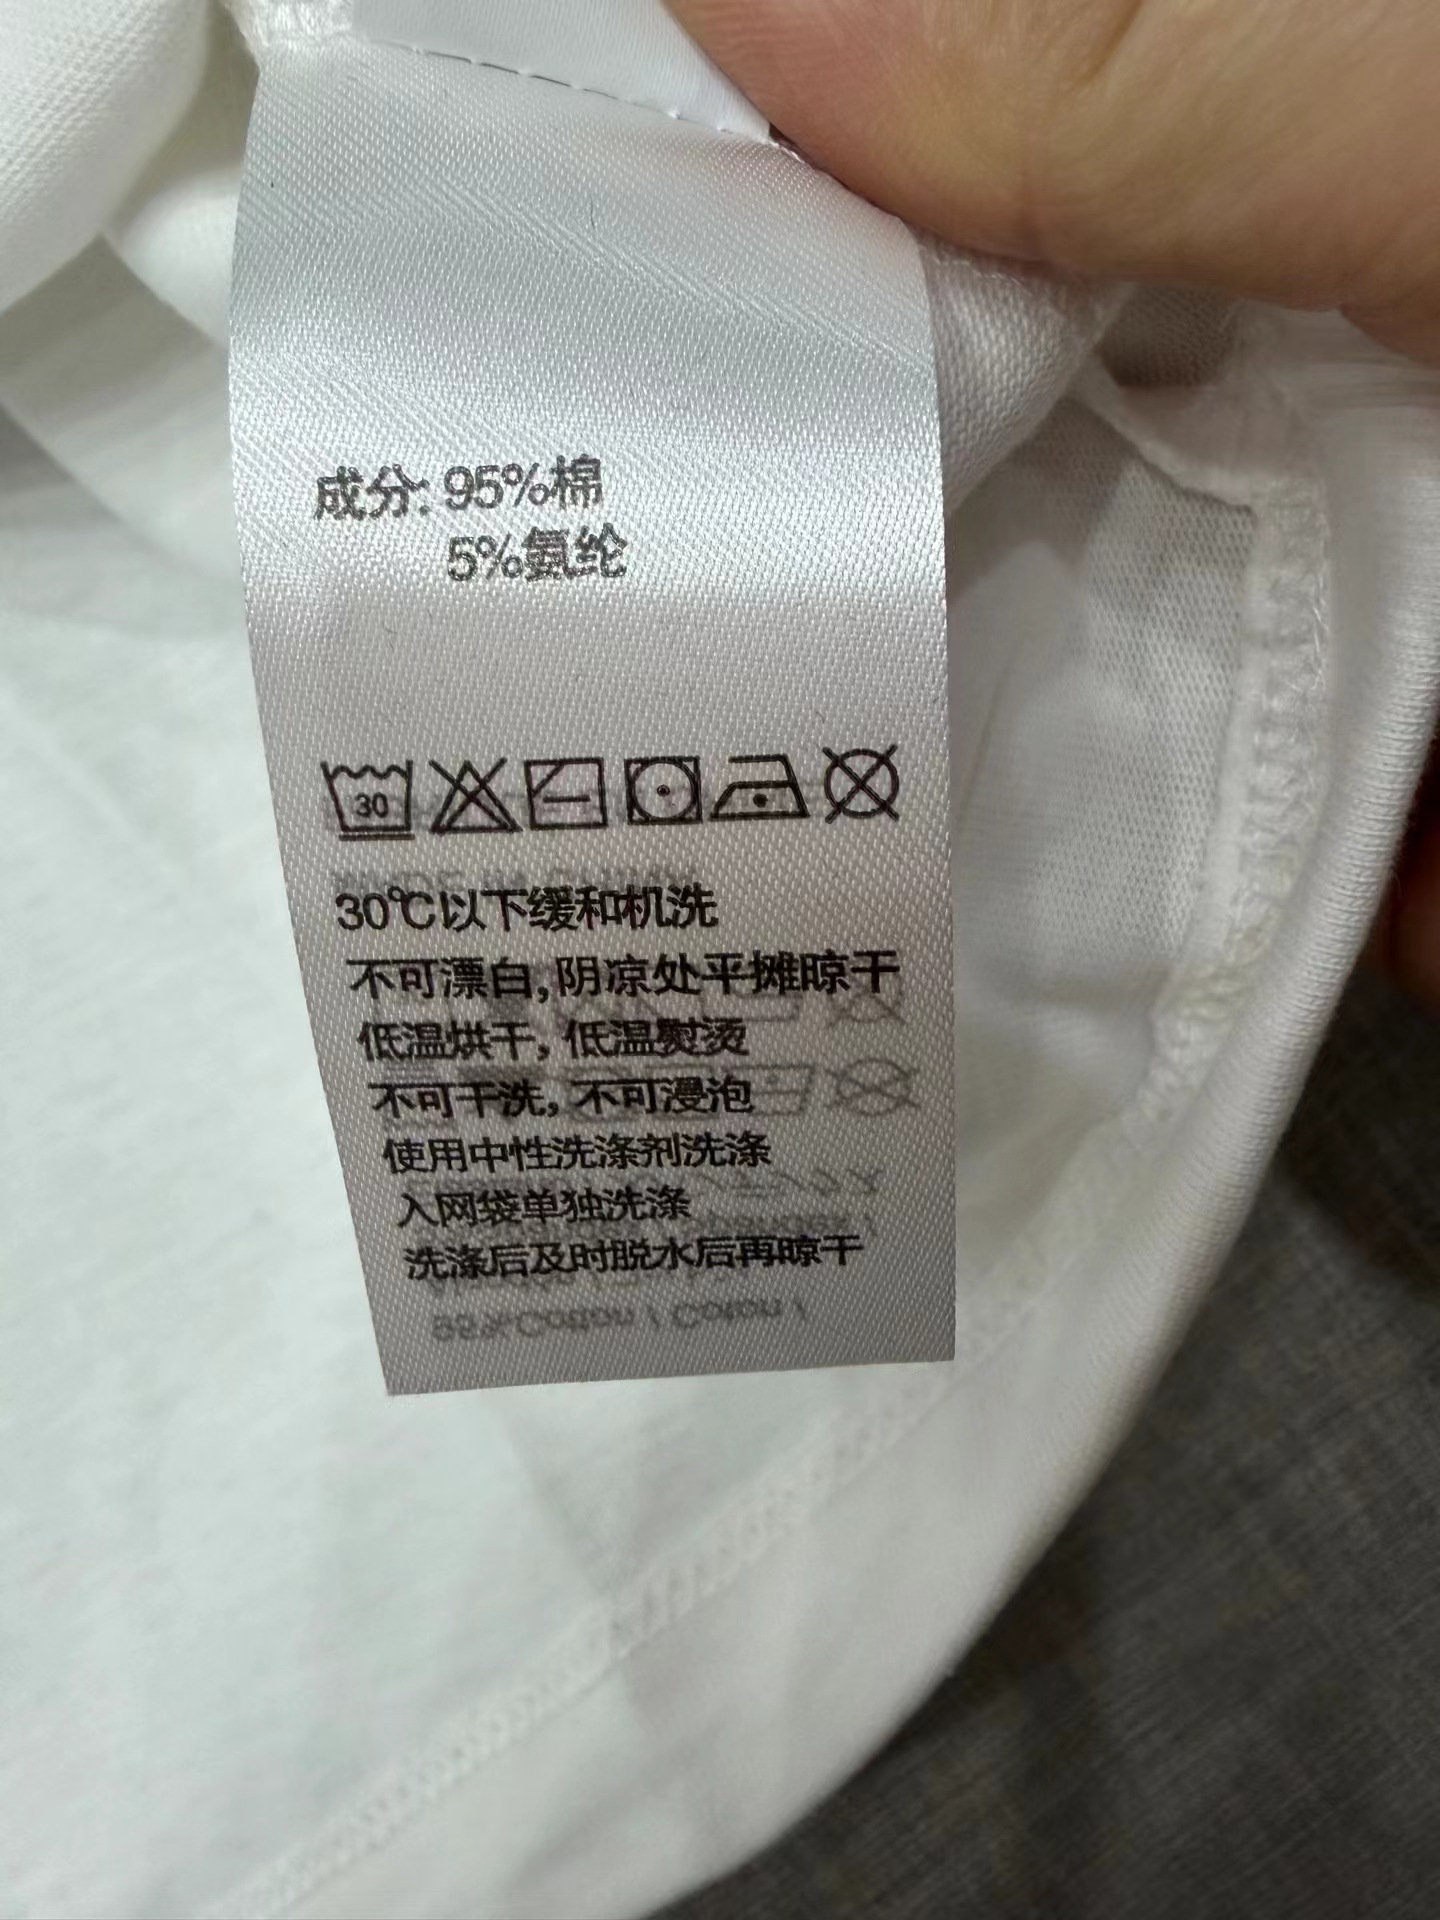 成分: 95%棉
5%氨纶
30
30℃以下缓和机洗
不可漂白, 阴凉处平摊晾干
低温烘干, 低温熨烫
不可干洗, 不可浸泡
使用中性洗涤剂洗涤
入网袋单独洗涤
洗涤后及时脱水后再晾干
95%Cotton / Coton /